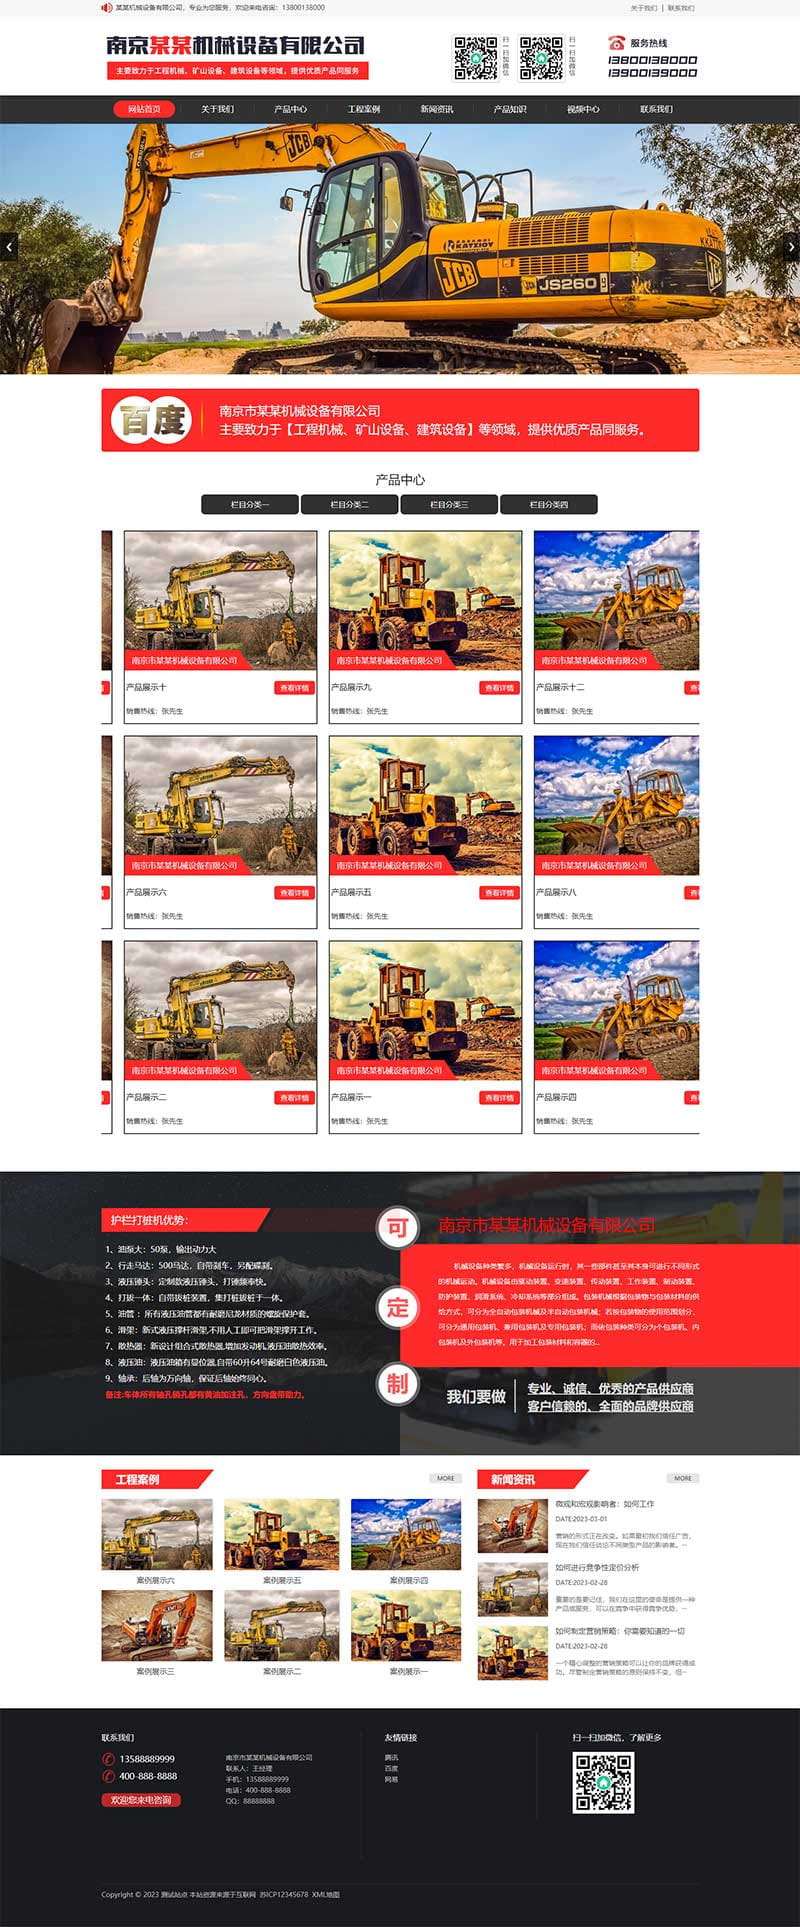 某某机械设备有限公司，专业为您服务，欢迎来电咨询：13800138000
关于我们 | 联系我们
南京某某机械设备有限公司
主要致力于工程机械、矿山设备、建筑设备等领域，提供优质产品同服务
扫一扫加微信
扫一扫加微信
服务热线
13800138000
13900139000
网站首页 关于我们 产品中心 工程案例 新闻资讯 产品知识 视频中心 联系我们
JCB
KATZIOY
JCB
JCB JS260
JCB
百度
南京市某某机械设备有限公司
主要致力于【工程机械、矿山设备、建筑设备】等领域，提供优质产品同服务。
产品中心
栏目分类一 栏目分类二 栏目分类三 栏目分类四
南京市某某机械设备有限公司 南京市某某机械设备有限公司 南京市某某机械设备有限公司
产品展示十 查看详情 产品展示九 查看详情 产品展示十二 查
销售热线：张先生 销售热线：张先生 销售热线：张先生
南京市某某机械设备有限公司 南京市某某机械设备有限公司 南京市某某机械设备有限公司
产品展示六 查看详情 产品展示五 查看详情 产品展示八 查
销售热线：张先生 销售热线：张先生 销售热线：张先生
南京市某某机械设备有限公司 南京市某某机械设备有限公司 南京市某某机械设备有限公司
产品展示二 查看详情 产品展示一 查看详情 产品展示四 查
销售热线：张先生 销售热线：张先生 销售热线：张先生
护栏打桩机优势：
1、油泵大：50泵，输出动力大
2、行走马达：500马达，自带刹车，另配碟刹。
3、液压锤头：定制款液压锤头，打锤频率快。
4、打拔一体：自带拔桩装置，集打桩拔桩于一体。
5、油管 ：所有液压油管都有耐磨尼龙材质的螺旋保护套。
6、滑架：新式液压撑杆滑架,不用人工即可把滑架撑开工作。
7、散热器：新设计组合式散热器,增加发动机,液压油散热效率。
8、液压油：液压油箱有显位器,自带60升64号耐磨白色液压油。
9、轴承：后轴为万向轴，保证后轴始终同心。
备注:车体所有轴孔销孔都有黄油加注孔，方向盘带助力。
可
定
制
南京市某某机械设备有限公司
机械设备种类繁多，机械设备运行时，其一些部件甚至其本身可进行不同形式
的机械运动。机械设备由驱动装置、变速装置、传动装置、工作装置、制动装置、
防护装置、润滑系统、冷却系统等部分组成。包装机械根据包装物与包装材料的供
给方式，可分为全自动包装机械及半自动包装机械；若按包装物的使用范围划分，
可分为通用包装机、兼用包装机及专用包装机；而依包装种类可分为个包装机、内
包装机及外包装机等。用于加工包装材料和容器的...
我们要做
专业、诚信、优秀的产品供应商
客户信赖的、全面的品牌供应商
工程案例 MORE
案例展示六 案例展示五 案例展示四
案例展示三 案例展示二 案例展示一
新闻资讯 MORE
微观和宏观影响者：如何工作
DATE:2023-03-01
营销的形式正在改变。如果最初我们信任广告，
现在我们信任谈论不同类型产品的影响者。···
如何进行竞争性定价分析
DATE:2023-02-28
重要的是要记住，我们在这里的使命是提供一种
产品或服务，可以在竞争中获得竞争优势，···
如何制定营销策略：你需要知道的一切
DATE:2023-02-28
一个精心调整的营销策略可以让你的品牌获得成
功。尽管制定营销策略的原则保持不变，但···
联系我们
13588889999
400-888-8888
欢迎您来电咨询
南京市某某机械设备有限公司
联系人：王经理
手机：13588889999
电话：400-888-8888
QQ：88888888
友情链接
腾讯
百度
网易
扫一扫加微信，了解更多
Copyright © 2023 测试站点 本站资源来源于互联网 苏ICP12345678 XML地图